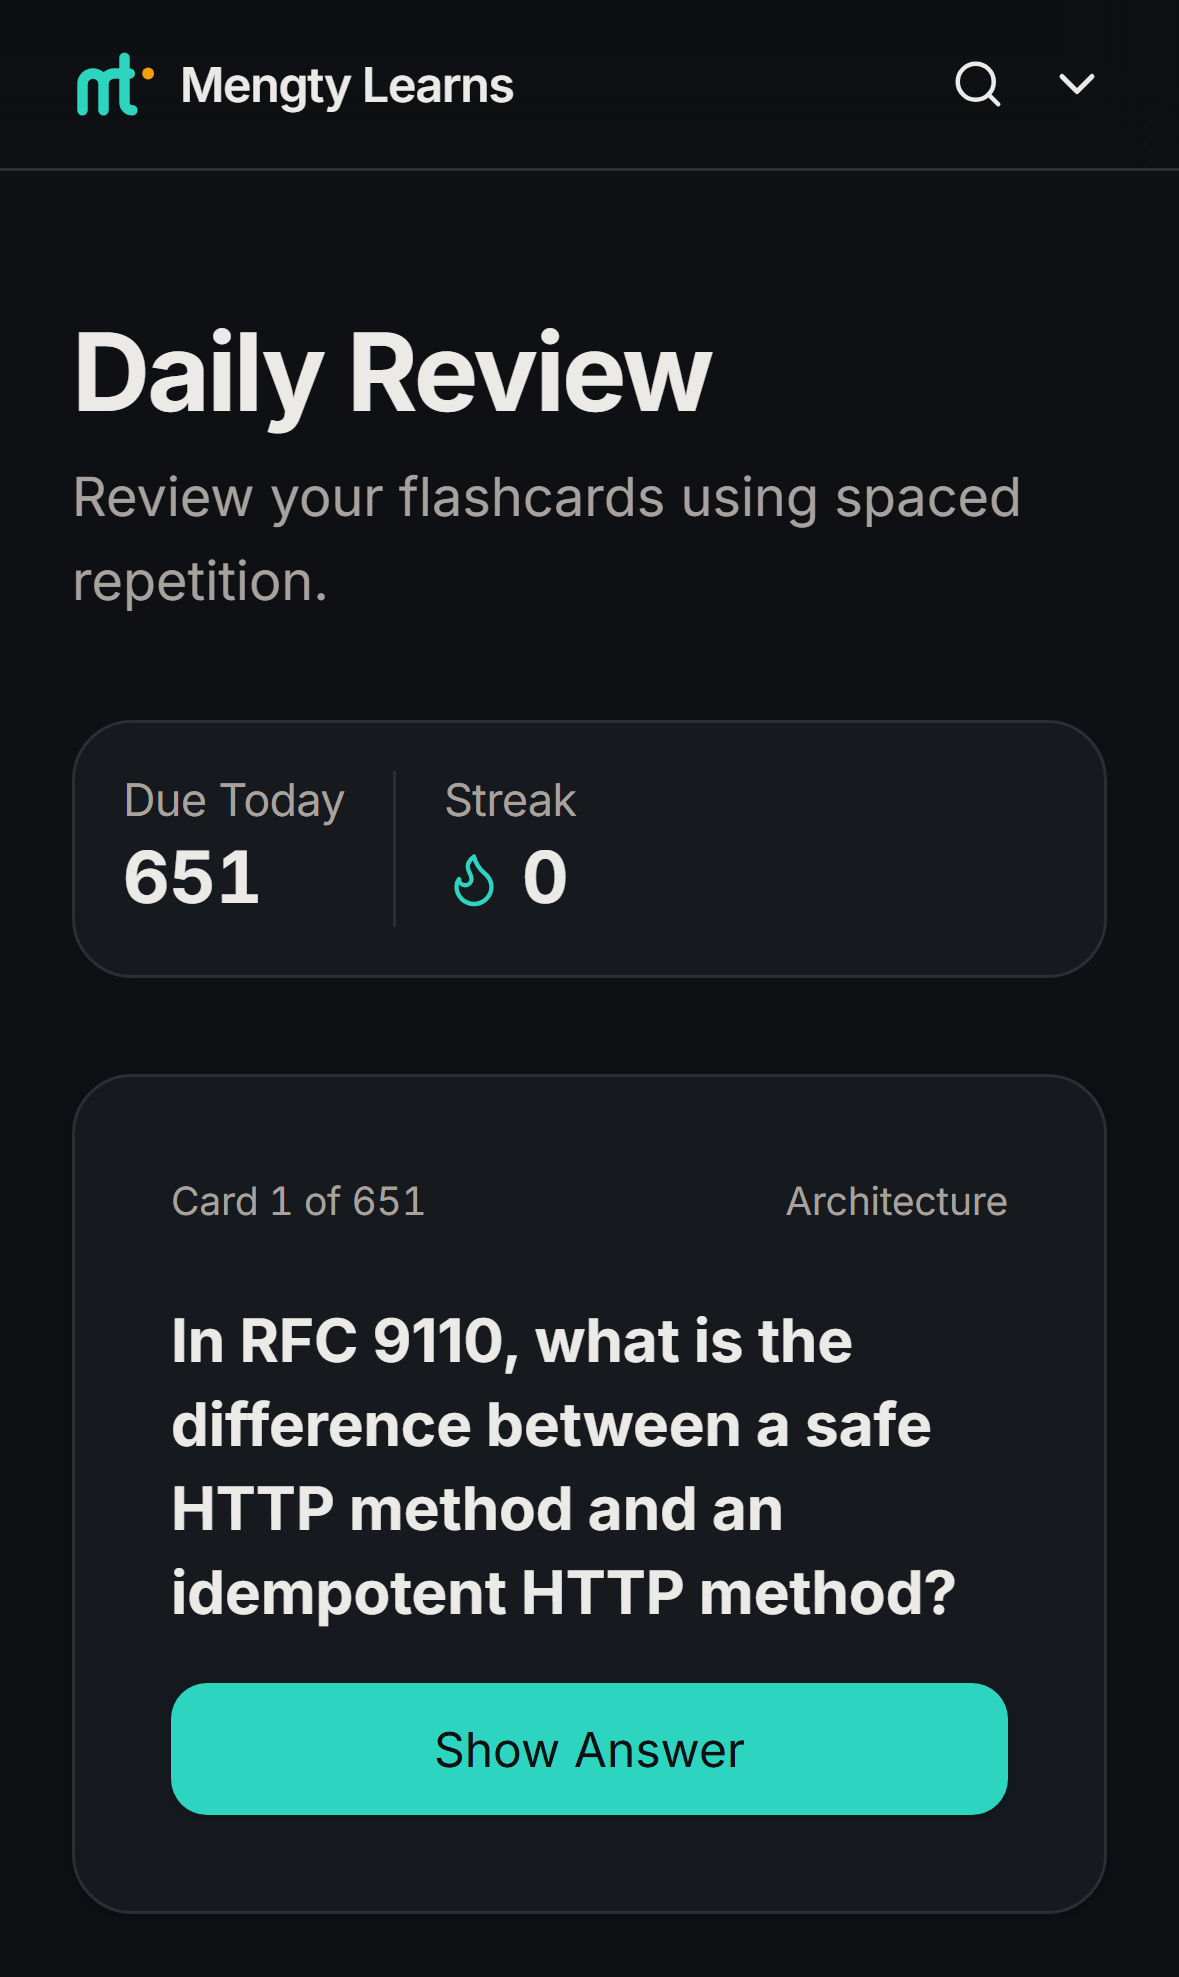 mt
Mengty Learns
Daily Review
Review your flashcards using spaced
repetition.
Due Today
651
Streak
0
Card 1 of 651
Architecture
In RFC 9110, what is the
difference between a safe
HTTP method and an
idempotent HTTP method?
Show Answer